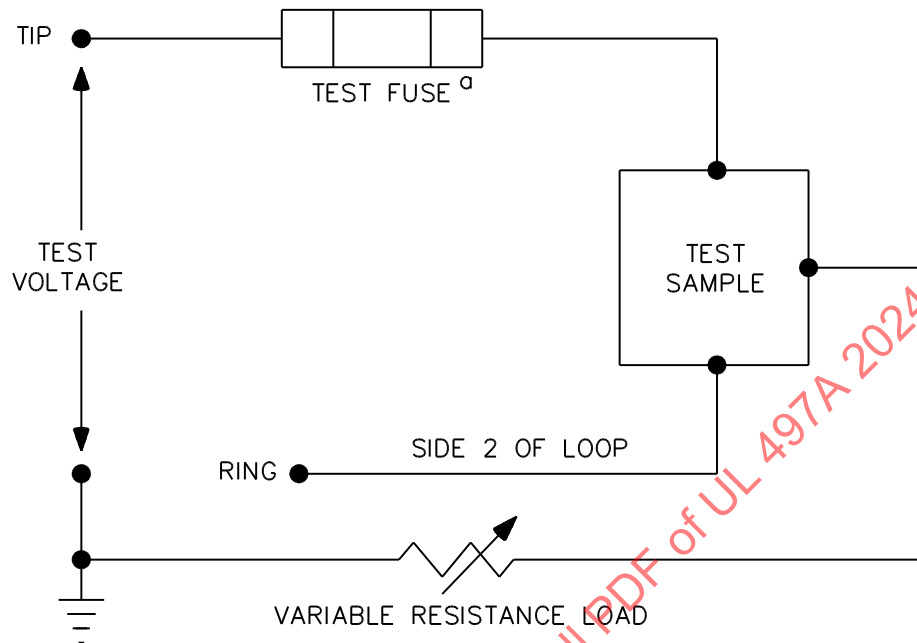 TIP
TEST FUSE a
TEST
VOLTAGE
TEST
SAMPLE
SIDE 2 OF LOOP
RING
VARIABLE RESISTANCE LOAD
PDF of UL 497A 2024